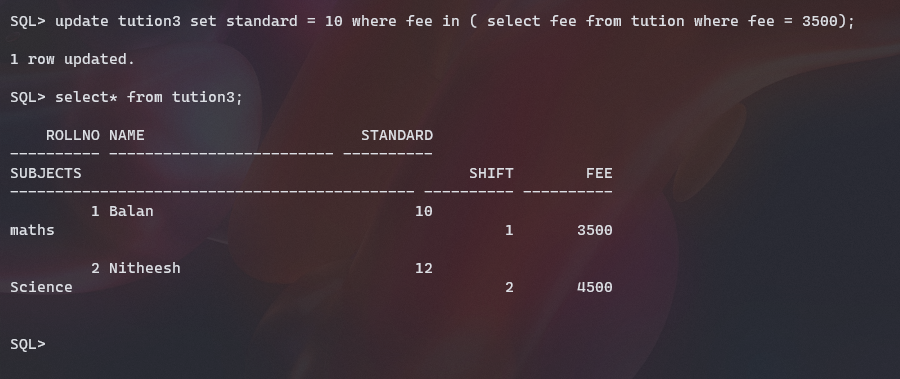 SQL> update tution3 set standard = 10 where fee in ( select fee from tution where fee = 3500);
1 row updated.
SQL> select* from tution3;
ROLLNO NAME STANDARD
---------- ------------------------- ----------
SUBJECTS SHIFT FEE
--------------------------------------------- ---------- ----------
1 Balan 10
maths 1 3500
2 Nitheesh 12
Science 2 4500
SQL>